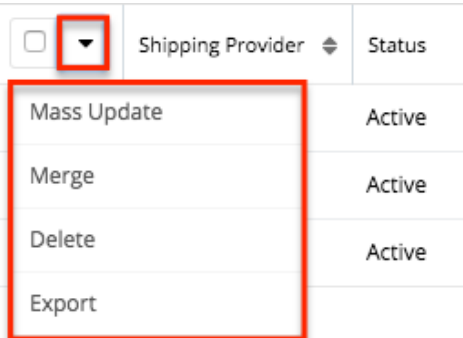 Shipping Provider Status
Mass Update Active
Merge Active
Delete Active
Export